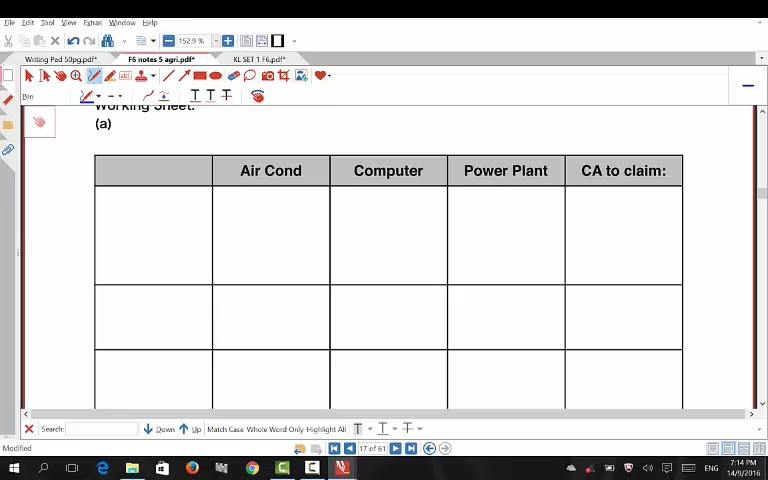 File Edit Tool View Extras Window Help
152.9 %
Writing Pad 50pg.pdf* F6 notes 5 agri.pdf* KL SET 1 F6.pdf*
Pen
Working Sheet:
(a)
Air Cond Computer Power Plant CA to claim:
Search: Down Up Match Case Whole Word Only Highlight All
Modified 17 of 61
ENG 7:14 PM
14/9/2016